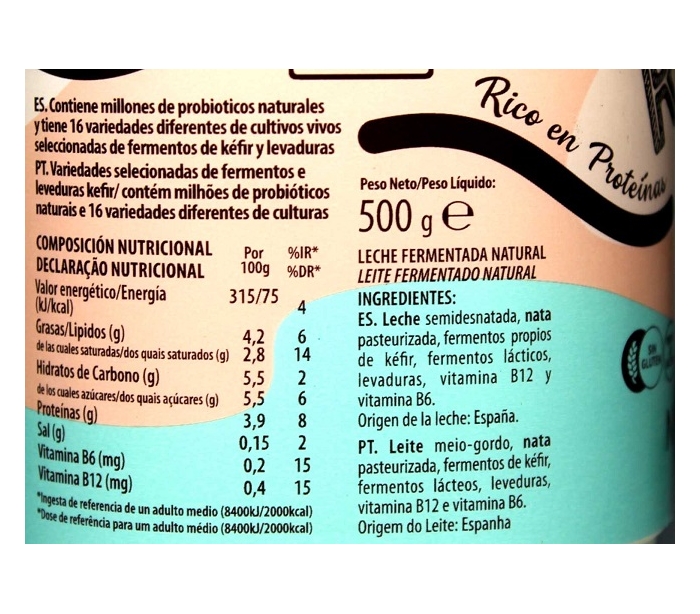 ES. Contiene millones de probioticos naturales
y tiene 16 variedades diferentes de cultivos vivos
seleccionadas de fermentos de kéfir y levaduras
PT. Variedades selecionadas de fermentos e
leveduras kefir/ contém milhões de probióticos
naturais e 16 variedades diferentes de culturas
COMPOSICIÓN NUTRICIONAL Por %IR*
DECLARAÇÃO NUTRICIONAL 100g %DR*
Valor energético/Energía
(kJ/kcal) 315/75 4
Grasas/Lipidos (g) 4,2 6
de las cuales saturadas/dos quais saturados (g) 2,8 14
Hidratos de Carbono (g) 5,5 2
de los cuales azúcares/dos quais açúcares (g) 5,5 6
Proteínas (g) 3,9 8
Sal (g) 0,15 2
Vitamina B6 (mg) 0,2 15
Vitamina B12 (mg) 0,4 15
*Ingesta de referencia de un adulto medio (8400kJ/2000kcal)
*Dose de referência para um adulto médio (8400kJ/2000kcal)
Rico en Proteínas
Peso Neto/Peso Líquido:
500 g e
LECHE FERMENTADA NATURAL
LEITE FERMENTADO NATURAL
INGREDIENTES:
ES. Leche semidesnatada, nata
pasteurizada, fermentos propios
de kéfir, fermentos lácticos,
levaduras, vitamina B12 y
vitamina B6.
Origen de la leche: España.
PT. Leite meio-gordo, nata
pasteurizada, fermentos de kéfir,
fermentos lácteos, leveduras,
vitamina B12 e vitamina B6.
Origem do Leite: Espanha
SIN
GLUTEN